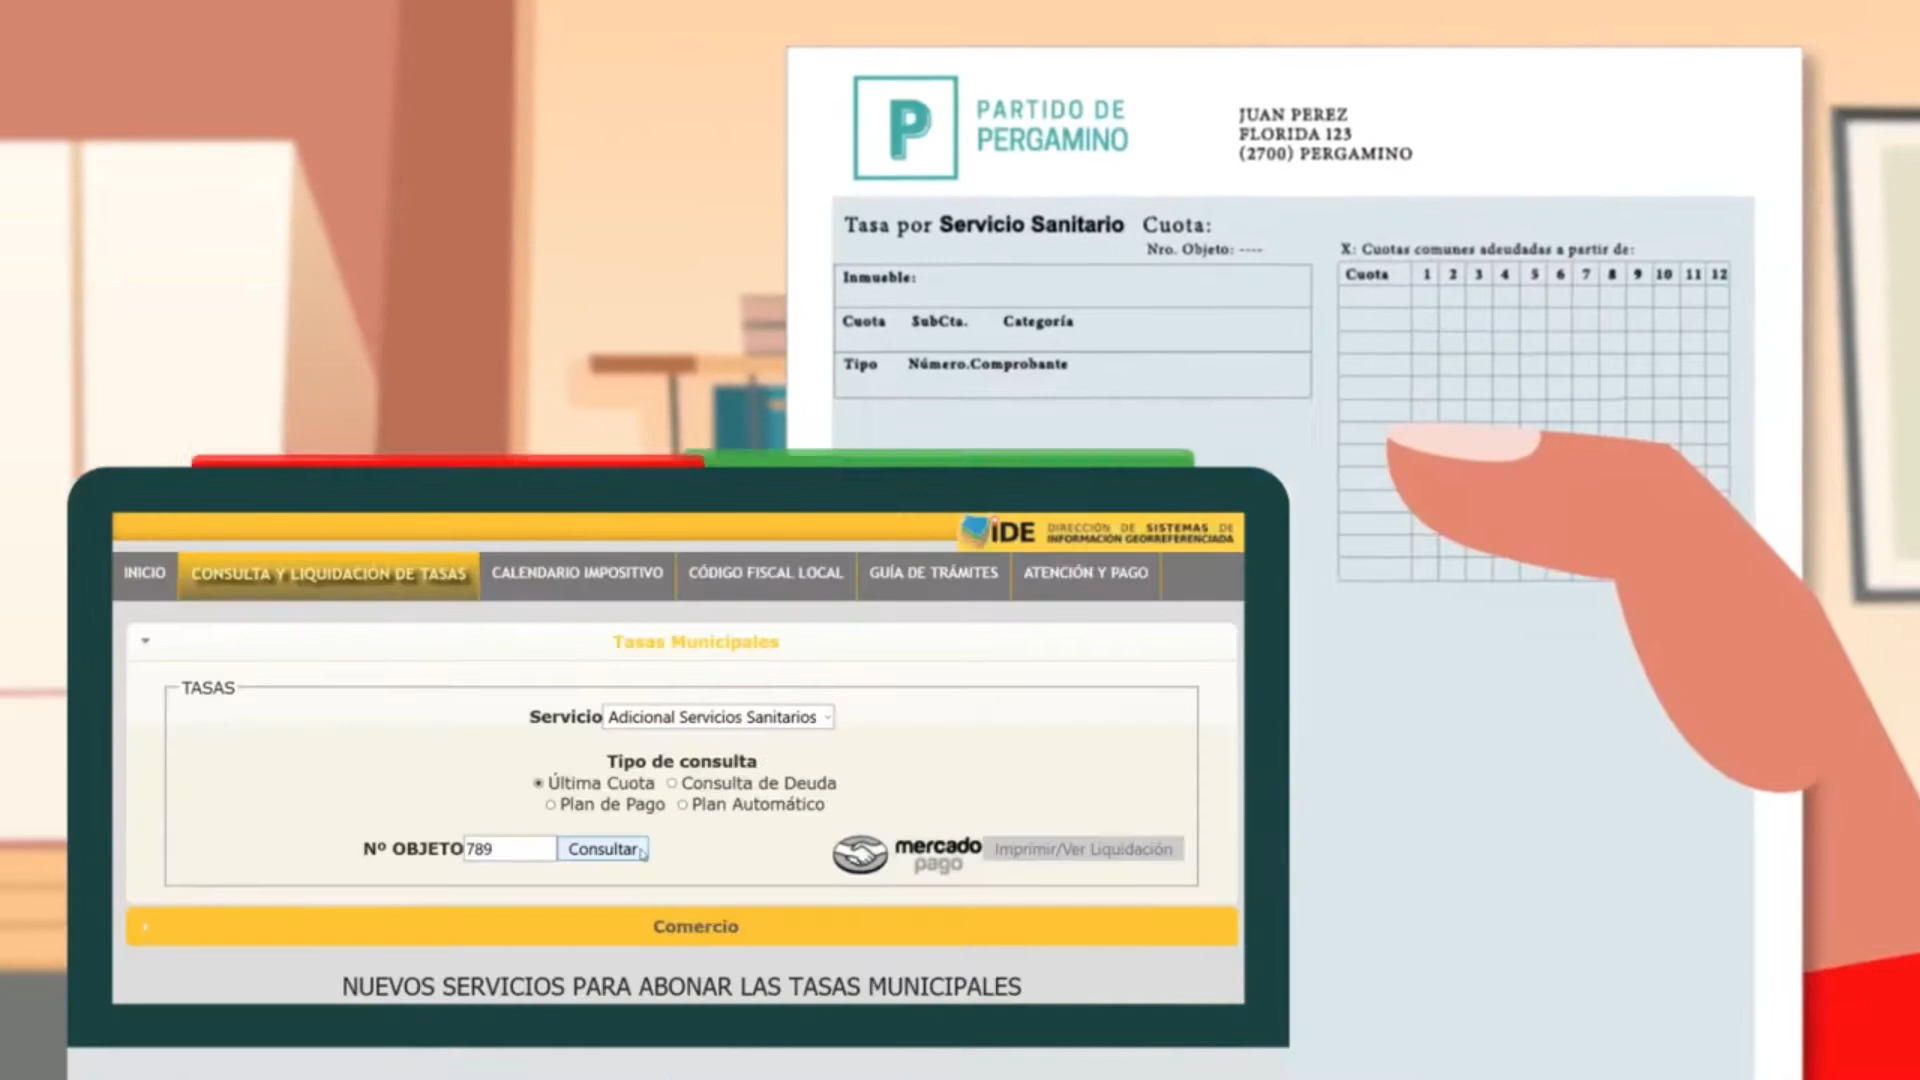 P
PARTIDO DE
PERGAMINO
JUAN PEREZ
FLORIDA 123
(2700) PERGAMINO
Tasa por Servicio Sanitario Cuota:
Nro. Objeto: ----
X: Cuotas comunes adeudadas a partir de:
Cuota 1 2 3 4 5 6 7 8 9 10 11 12
Inmueble:
Cuota SubCta. Categoría
Tipo Número.Comprobante
IDE DIRECCIÓN DE SISTEMAS DE
INFORMACIÓN GEORREFERENCIADA
INICIO CONSULTA Y LIQUIDACIÓN DE TASAS CALENDARIO IMPOSITIVO CÓDIGO FISCAL LOCAL GUÍA DE TRÁMITES ATENCIÓN Y PAGO
Tasas Municipales
TASAS
Servicio Adicional Servicios Sanitarios
Tipo de consulta
Última Cuota Consulta de Deuda
Plan de Pago Plan Automático
Nº OBJETO 789 Consultar
mercado
pago
Imprimir/Ver Liquidación
Comercio
NUEVOS SERVICIOS PARA ABONAR LAS TASAS MUNICIPALES